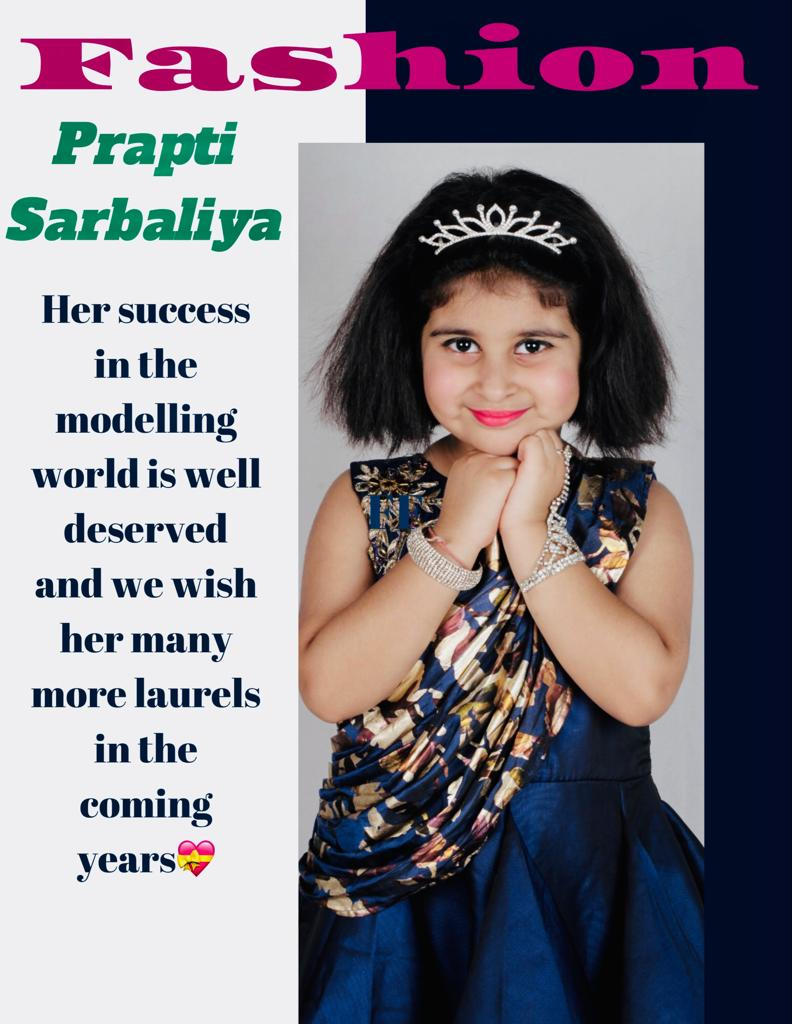 Fashion
Prapti
Sarbaliya
Her success
in the
modelling
world is well
deserved
and we wish
her many
more laurels
in the
coming
years💝
FT